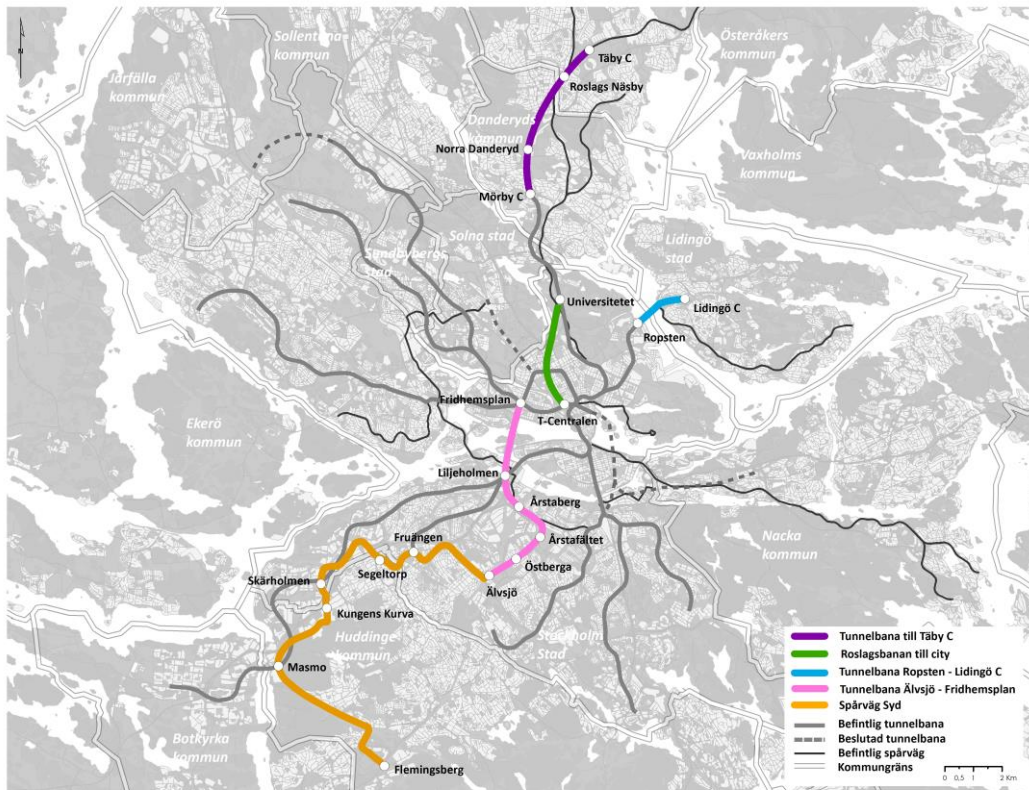 N
Sollentuna
kommun
Österåkers
kommun
Järfälla
kommun
Täby C
Roslags Näsby
Danderyds
kommun
Norra Danderyd
Vaxholms
kommun
Mörby C
Solna stad
Lidingö
stad
Sundbybergs
stad
Universitetet
Lidingö C
Ropsten
Fridhemsplan
T-Centralen
Ekerö
kommun
Liljeholmen
Årstaberg
Fruängen
Årstafältet
Nacka
kommun
Segeltorp
Östberga
Skärholmen
Älvsjö
Kungens Kurva
Huddinge
kommun
Stockholm
Stad
Masmo
Botkyrka
kommun
Flemingsberg
Tunnelbana till Täby C
Roslagsbanan till city
Tunnelbana Ropsten - Lidingö C
Tunnelbana Älvsjö - Fridhemsplan
Spårväg Syd
Befintlig tunnelbana
Beslutad tunnelbana
Befintlig spårväg
Kommungräns
0 0,5 1 2 Km